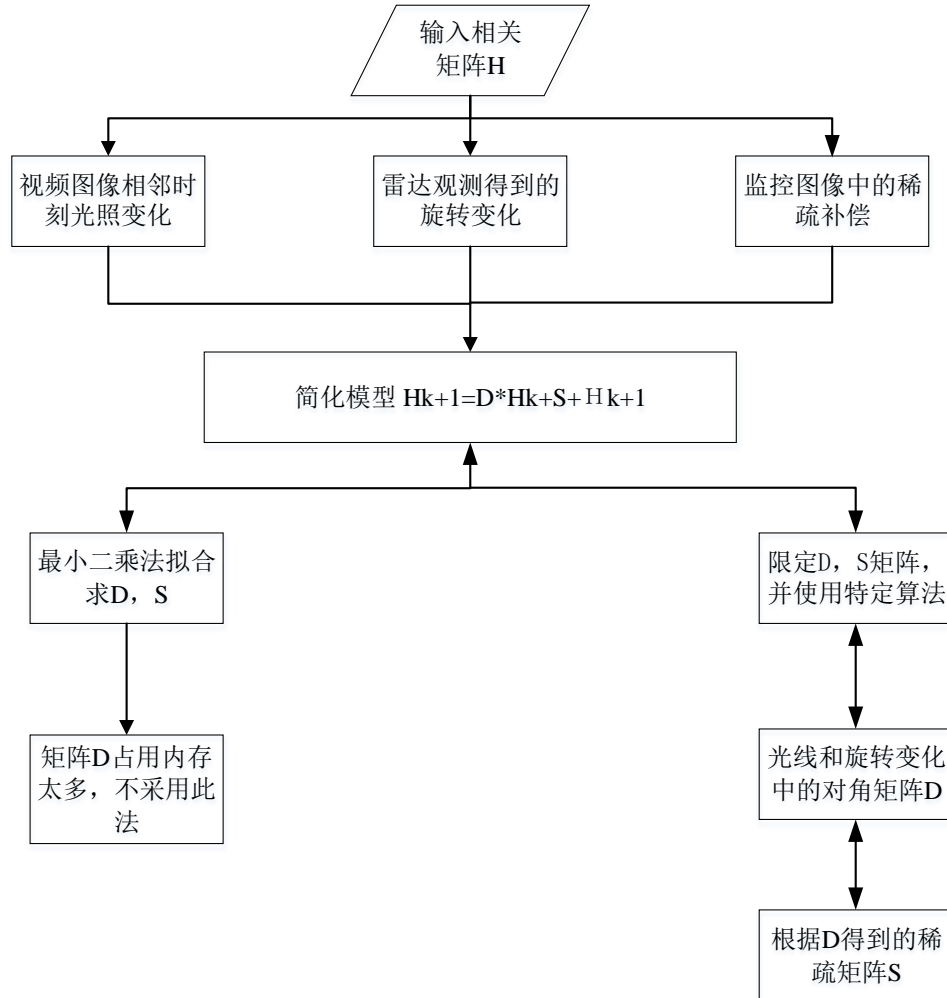 输入相关
矩阵H
视频图像相邻时
刻光照变化
雷达观测得到的
旋转变化
监控图像中的稀
疏补偿
简化模型 Hk+1=D*Hk+S+Ηk+1
最小二乘法拟合
求D，S
限定D，S矩阵，
并使用特定算法
矩阵D占用内存
太多，不采用此
法
光线和旋转变化
中的对角矩阵D
根据D得到的稀
疏矩阵S